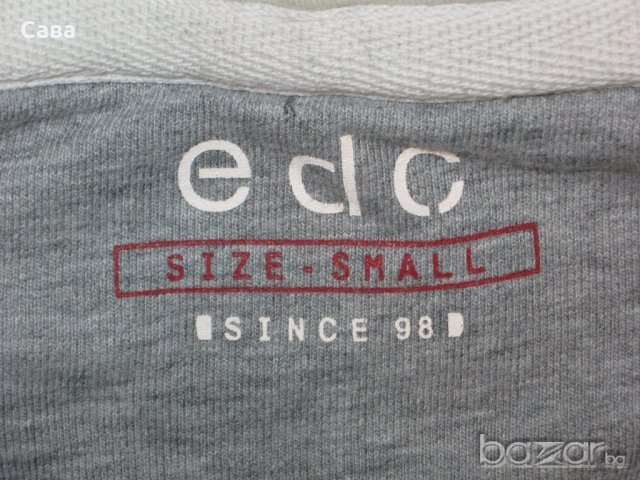 Сава
edc
SIZE-SMALL
SINCE 98
bazar.bg